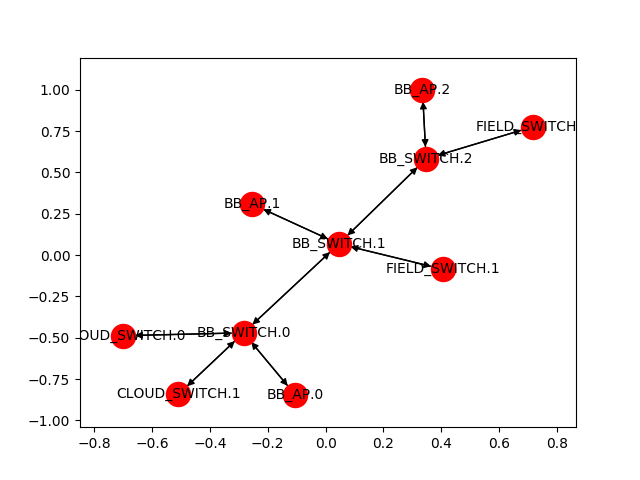 1.00
0.75
0.50
0.25
0.00
−0.25
−0.50
−0.75
−1.00
BB_AP.2
FIELD_SWITCH
BB_SWITCH.2
BB_AP.1
BB_SWITCH.1
FIELD_SWITCH.1
OUD_SWITCH.0
BB_SWITCH.0
CLOUD_SWITCH.1
BB_AP.0
−0.8 −0.6 −0.4 −0.2 0.0 0.2 0.4 0.6 0.8